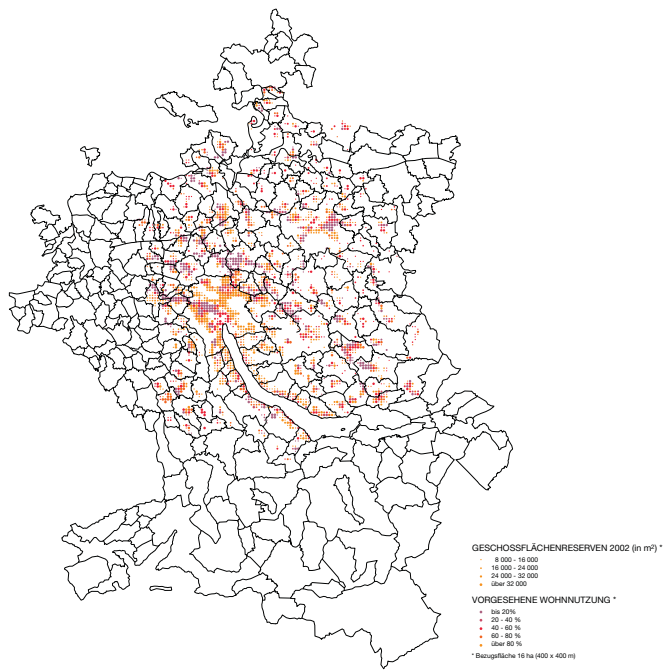 GESCHOSSFLÄCHENRESERVEN 2002 (in m²) *
8 000 - 16 000
16 000 - 24 000
24 000 - 32 000
über 32 000
VORGESEHENE WOHNNUTZUNG *
bis 20%
20 - 40 %
40 - 60 %
60 - 80 %
über 80 %
* Bezugsfläche 16 ha (400 x 400 m)